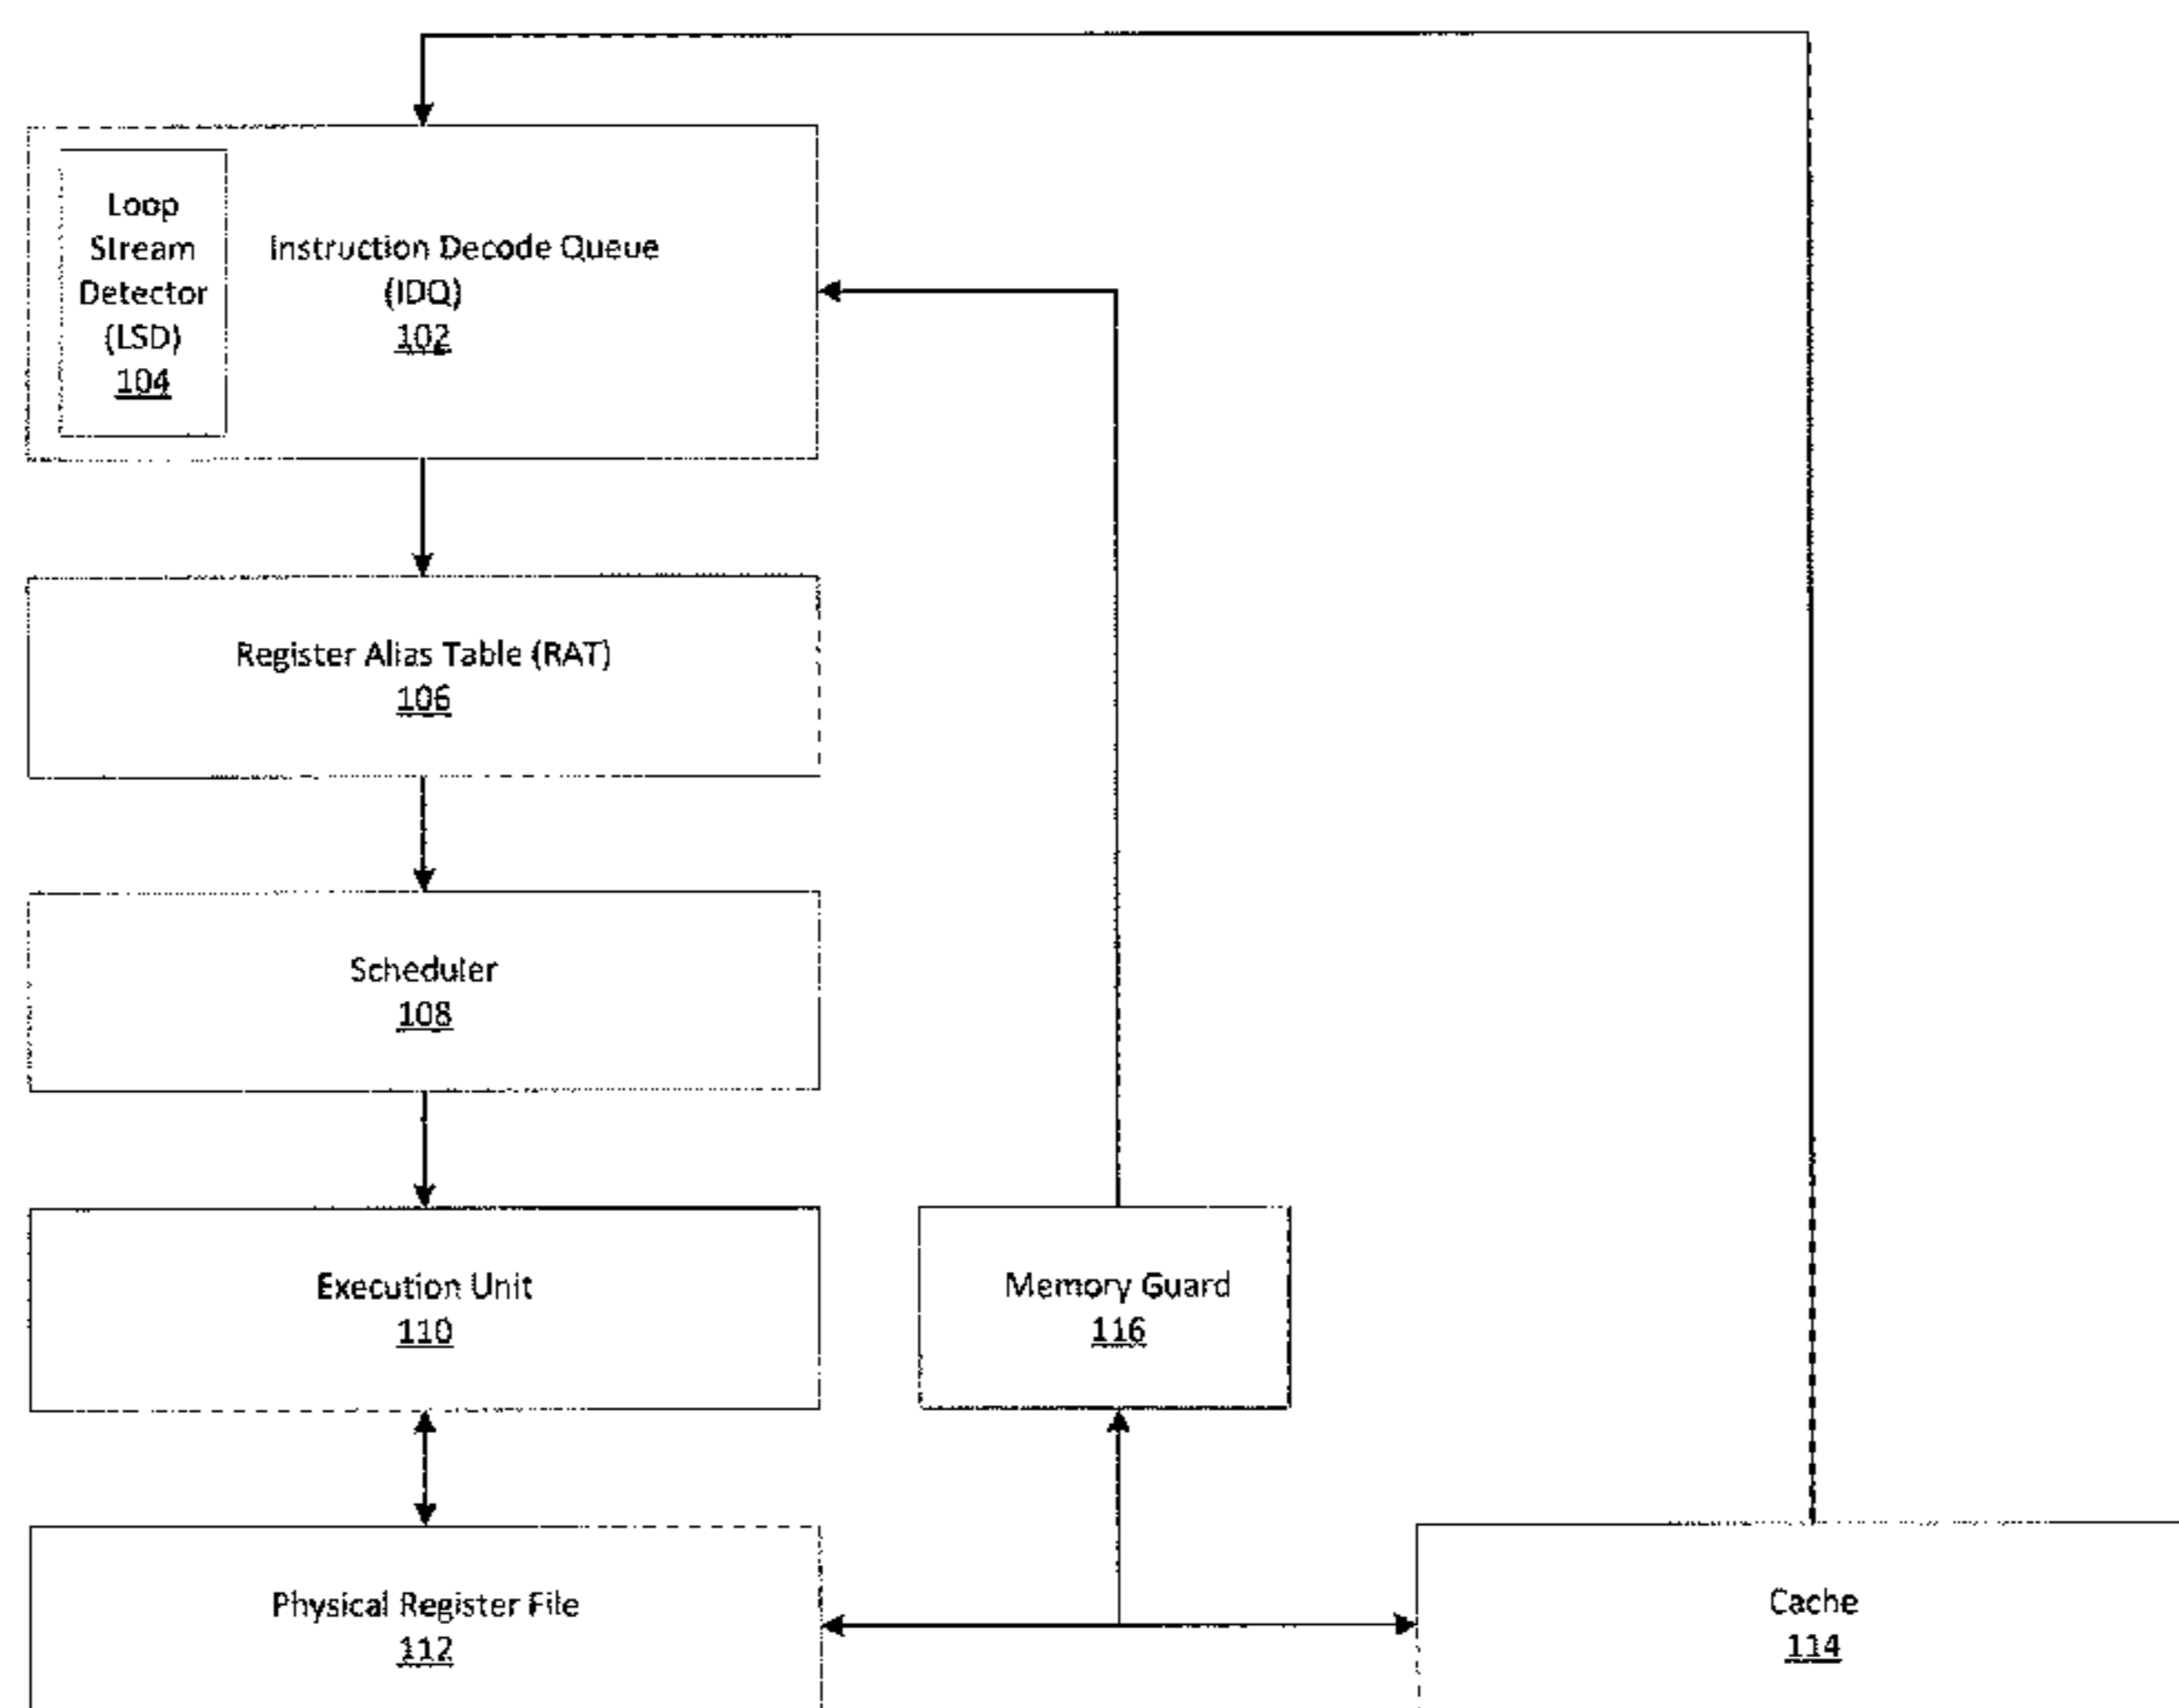 Loop
Stream
Detector
(LSD)
104
Instruction Decode Queue
(IDQ)
102
Register Alias Table (RAT)
106
Scheduler
108
Execution Unit
110
Memory Guard
116
Physical Register File
112
Cache
114